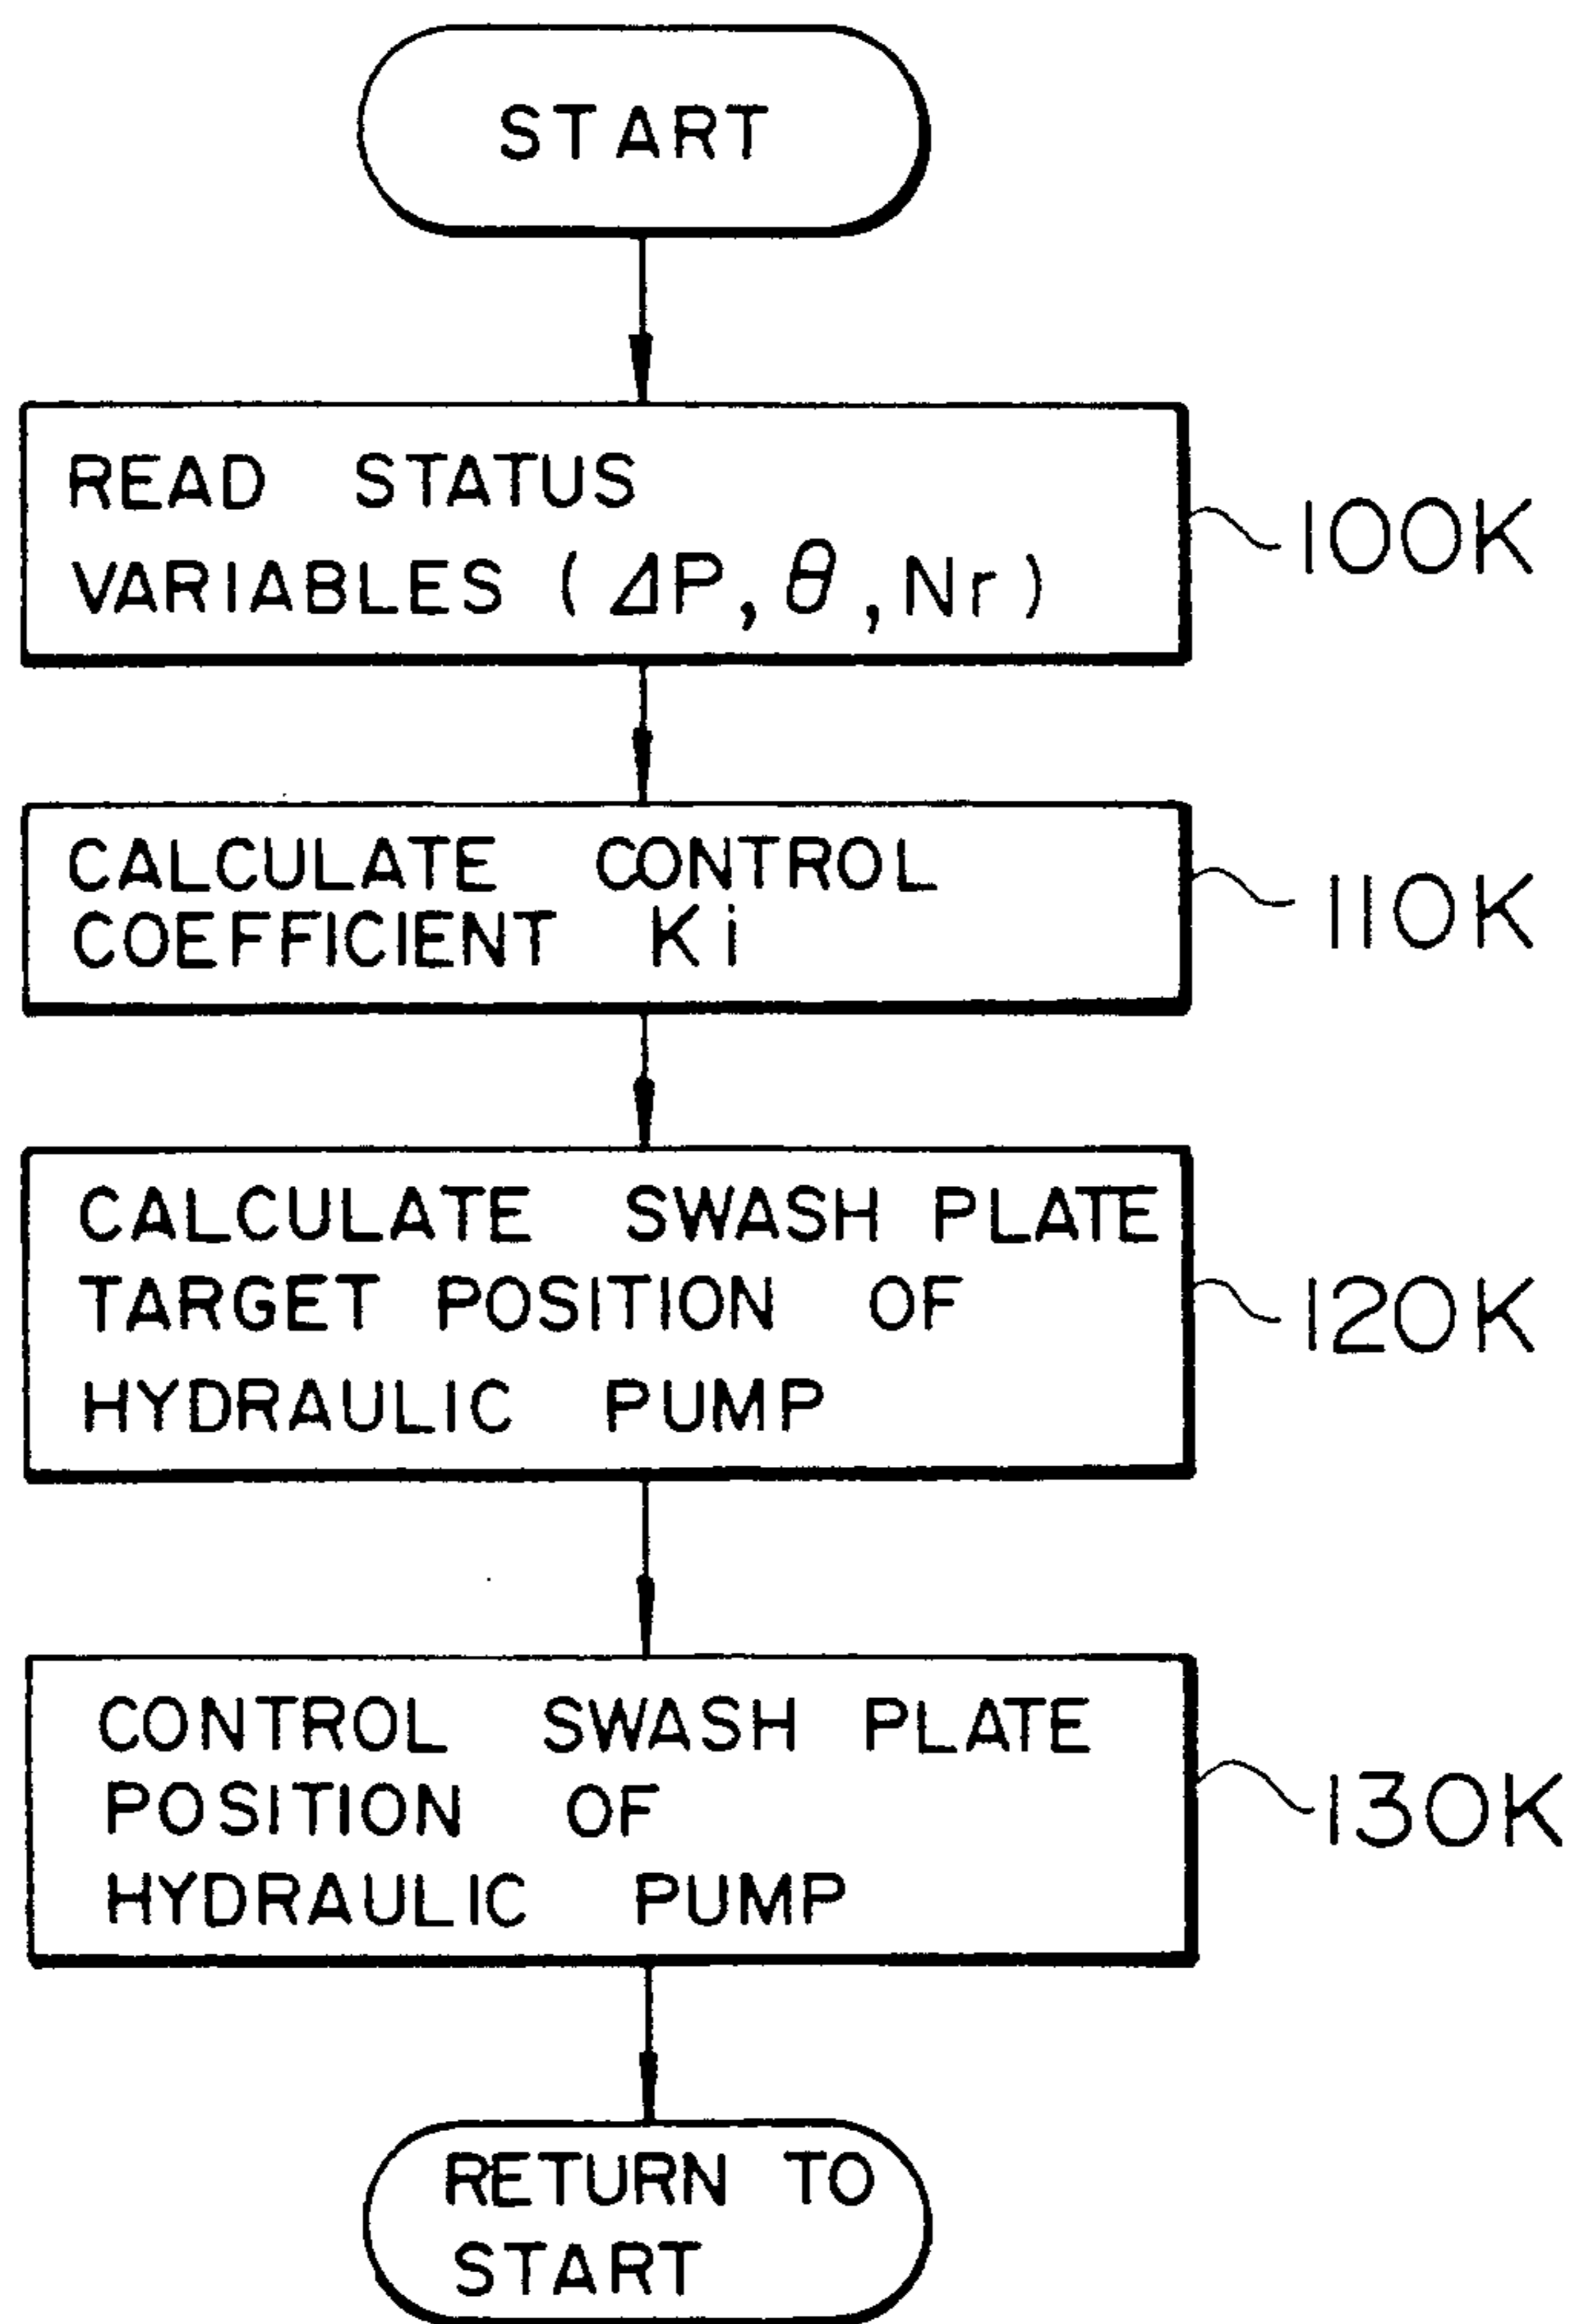 START
READ STATUS
VARIABLES (ΔP, θ, Nr)
100K
CALCULATE CONTROL
COEFFICIENT Ki
110K
CALCULATE SWASH PLATE
TARGET POSITION OF
HYDRAULIC PUMP
120K
CONTROL SWASH PLATE
POSITION OF
HYDRAULIC PUMP
130K
RETURN TO
START